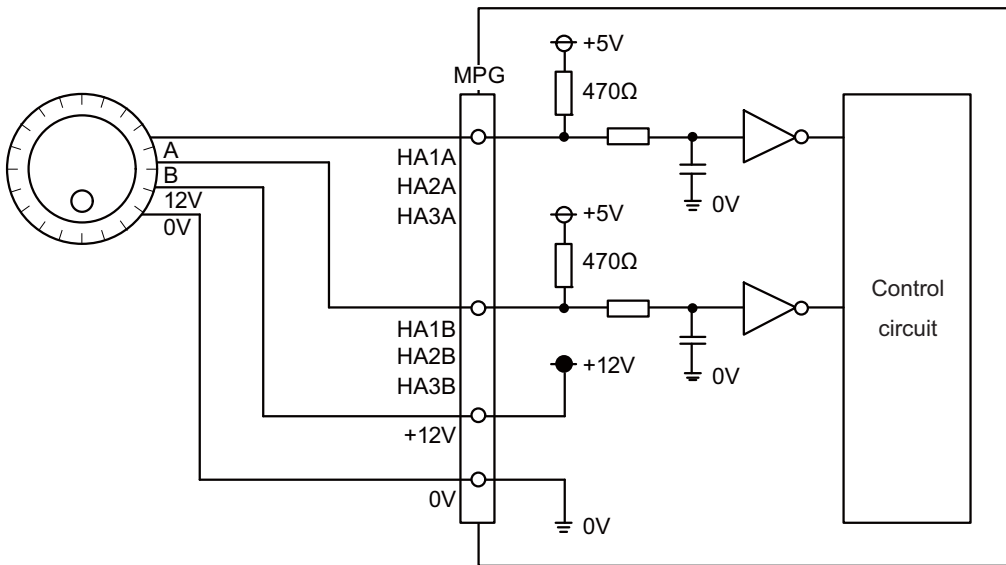 +5V
MPG
470Ω
A
HA1A
B
HA2A
12V
0V
HA3A
0V
+5V
470Ω
Control
circuit
HA1B
HA2B
+12V
0V
HA3B
+12V
0V
0V